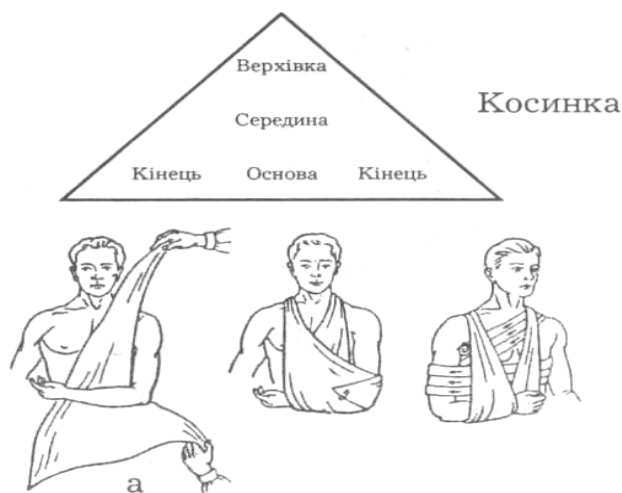 Верхівка
Косинка
Середина
Кінець Основа Кінець
а